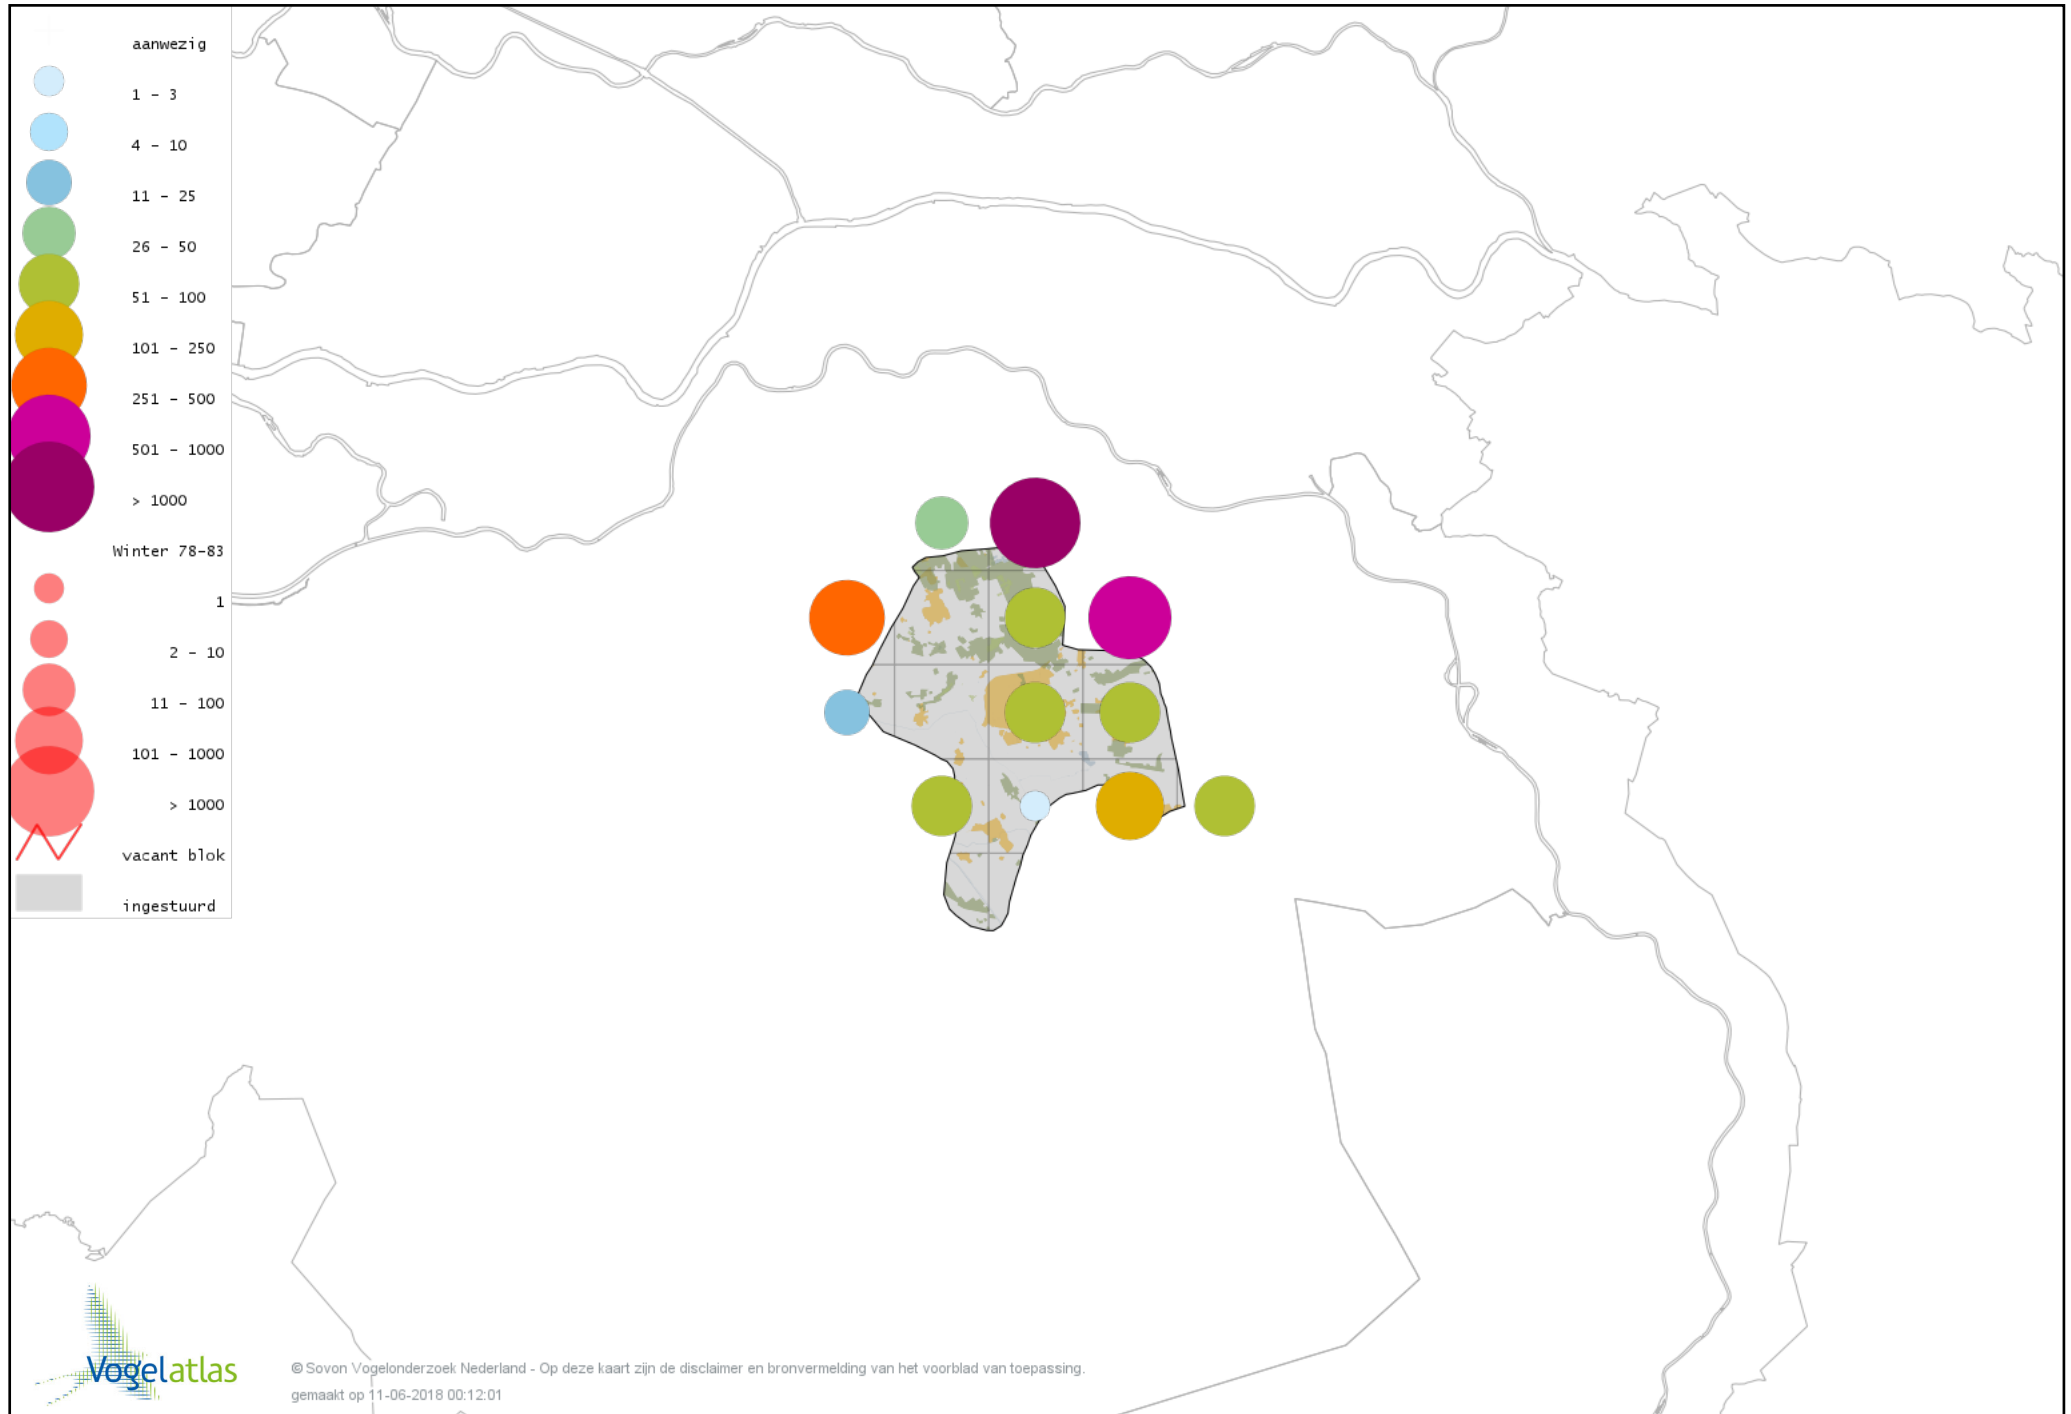 aanwezig
1 - 3
4 - 10
11 - 25
26 - 50
51 - 100
101 - 250
251 - 500
501 - 1000
> 1000
Winter 78-83
1
2 - 10
11 - 100
101 - 1000
> 1000
vacant blok
ingestuurd
Vogelatlas
© Sovon Vogelonderzoek Nederland - Op deze kaart zijn de disclaimer en bronvermelding van het voorblad van toepassing.
gemaakt op 11-06-2018 00:12:01